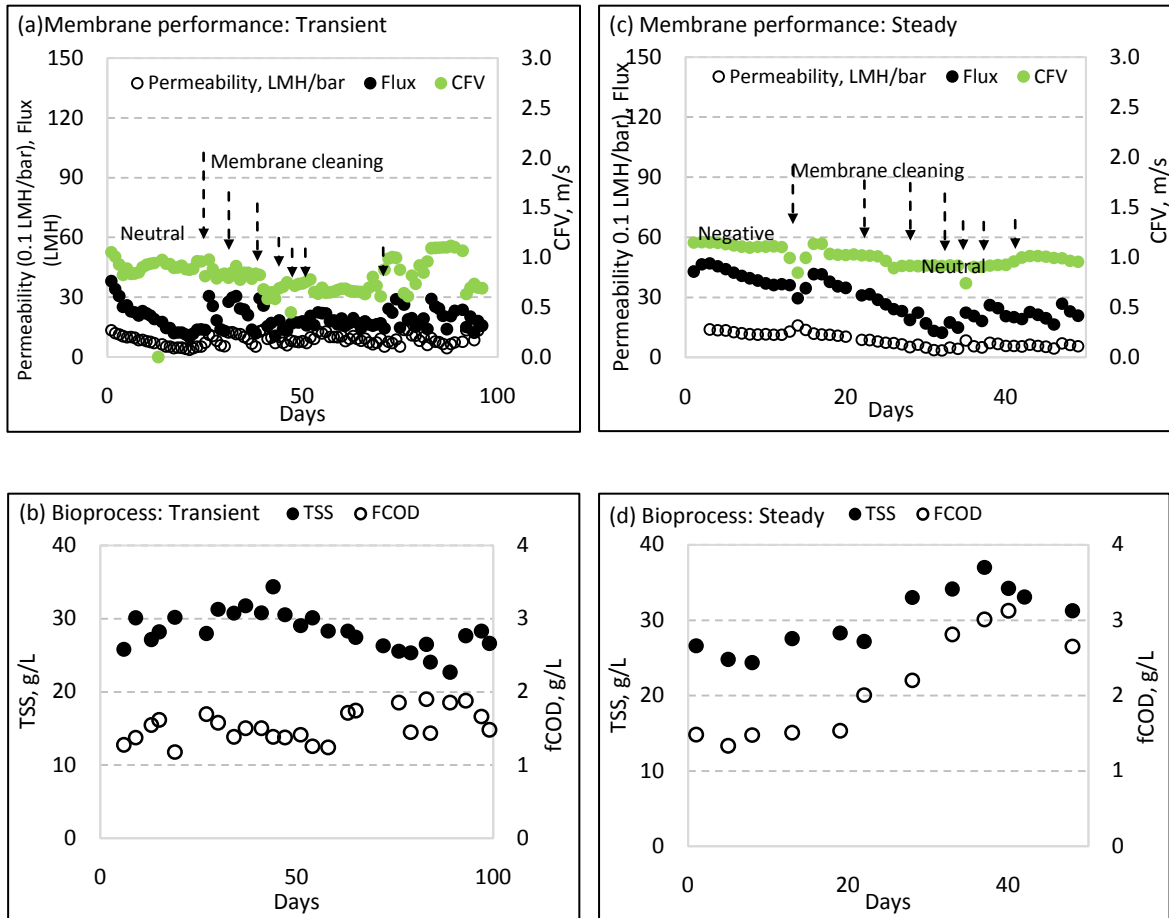 (a)Membrane performance: Transient
150
120
90
60
30
0
3.0
2.5
2.0
1.5
1.0
0.5
0.0
Permeability, LMH/bar Flux CFV
Membrane cleaning
Neutral
Permeability (0.1 LMH/bar), Flux
(LMH)
CFV, m/s
0 50 100
Days
(c) Membrane performance: Steady
150
120
90
60
30
0
3.0
2.5
2.0
1.5
1.0
0.5
0.0
Permeability, LMH/bar Flux CFV
Membrane cleaning
Negative
Neutral
Permeability 0.1 LMH/bar), Flux
CFV, m/s
0 20 40
Days
(b) Bioprocess: Transient TSS FCOD
40
30
20
10
0
4
3
2
1
0
TSS, g/L
fCOD, g/L
0 50 100
Days
(d) Bioprocess: Steady TSS FCOD
40
30
20
10
0
4
3
2
1
0
TSS, g/L
fCOD, g/L
0 20 40
Days